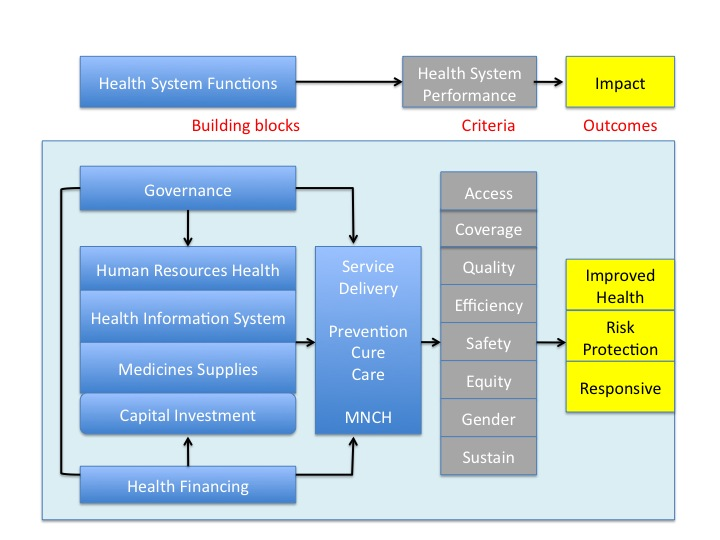 Health System Functions
Health System
Performance
Impact
Building blocks
Criteria
Outcomes
Governance
Human Resources Health
Health Information System
Medicines Supplies
Capital Investment
Health Financing
Service
Delivery
Prevention
Cure
Care
MNCH
Access
Coverage
Quality
Efficiency
Safety
Equity
Gender
Sustain
Improved
Health
Risk
Protection
Responsive